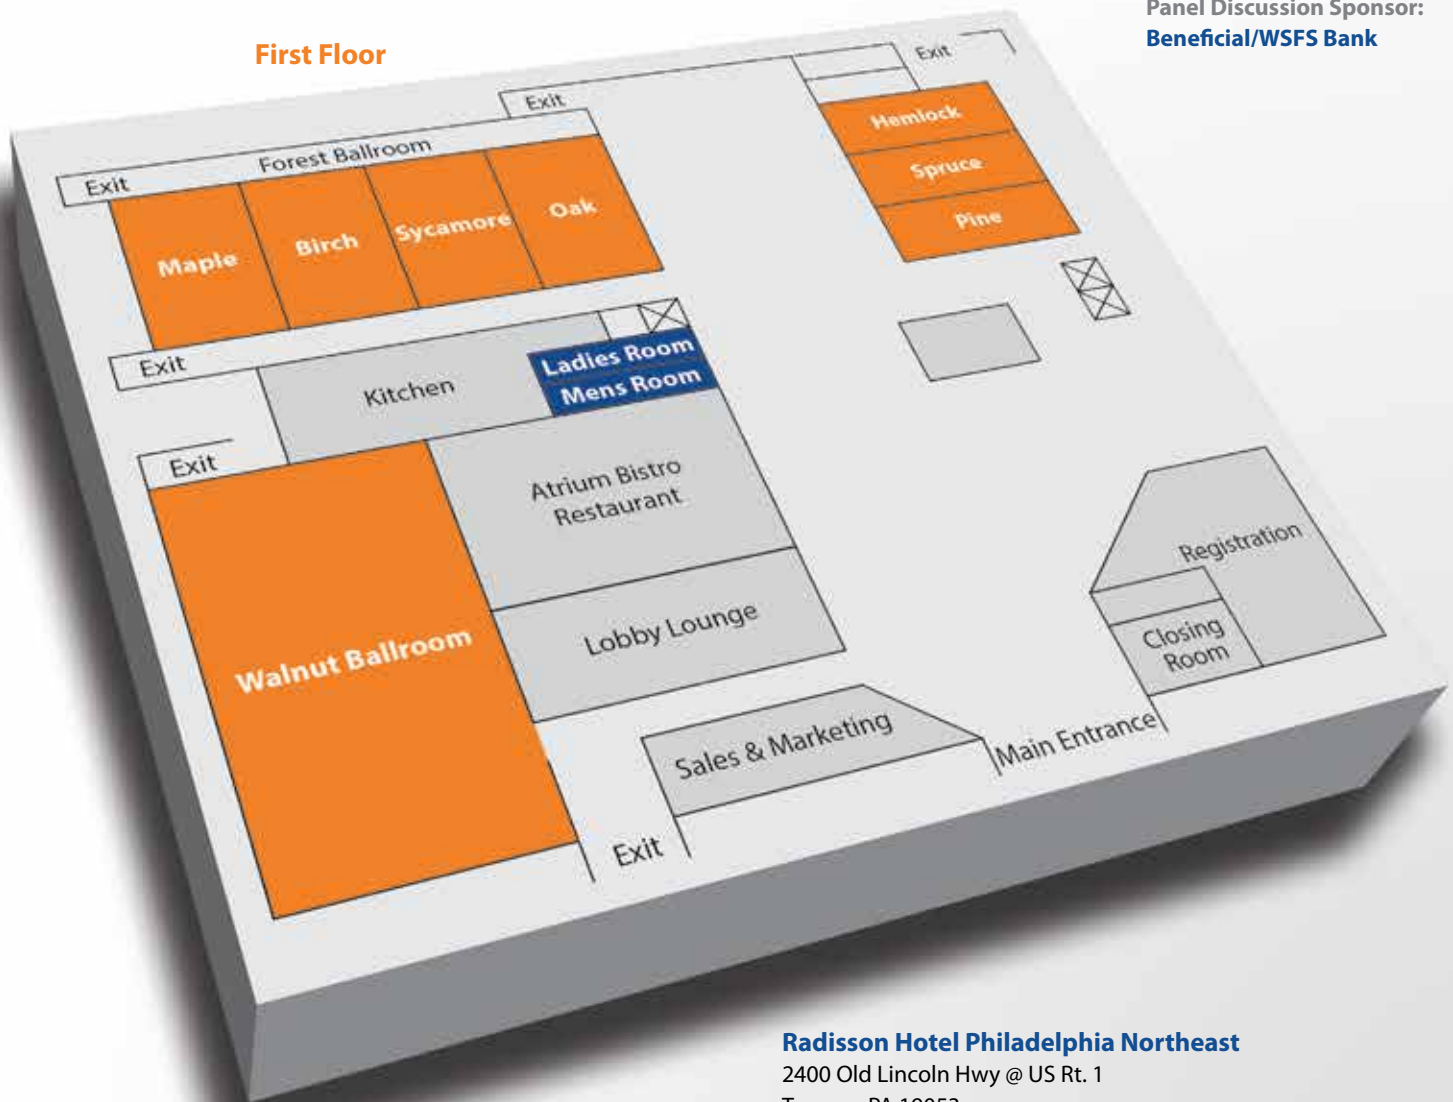 Panel Discussion Sponsor:
Beneficial/WSFS Bank
First Floor
Exit
Exit
Forest Ballroom
Exit
Hemlock
Spruce
Pine
Oak
Sycamore
Birch
Maple
Exit
Ladies Room
Mens Room
Kitchen
Exit
Atrium Bistro
Restaurant
Registration
Lobby Lounge
Closing
Room
Walnut Ballroom
Sales & Marketing
Main Entrance
Exit
Radisson Hotel Philadelphia Northeast
2400 Old Lincoln Hwy @ US Rt. 1